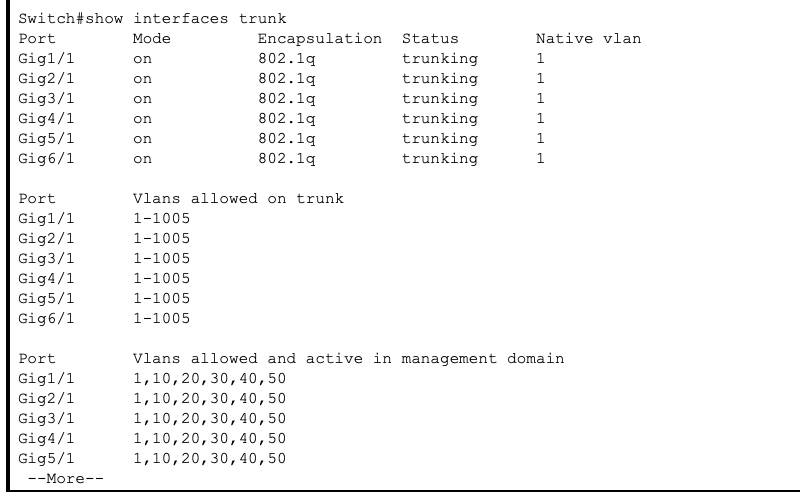 Switch#show interfaces trunk
Port Mode Encapsulation Status Native vlan
Gig1/1 on 802.1q trunking 1
Gig2/1 on 802.1q trunking 1
Gig3/1 on 802.1q trunking 1
Gig4/1 on 802.1q trunking 1
Gig5/1 on 802.1q trunking 1
Gig6/1 on 802.1q trunking 1
Port Vlans allowed on trunk
Gig1/1 1-1005
Gig2/1 1-1005
Gig3/1 1-1005
Gig4/1 1-1005
Gig5/1 1-1005
Gig6/1 1-1005
Port Vlans allowed and active in management domain
Gig1/1 1,10,20,30,40,50
Gig2/1 1,10,20,30,40,50
Gig3/1 1,10,20,30,40,50
Gig4/1 1,10,20,30,40,50
Gig5/1 1,10,20,30,40,50
--More--